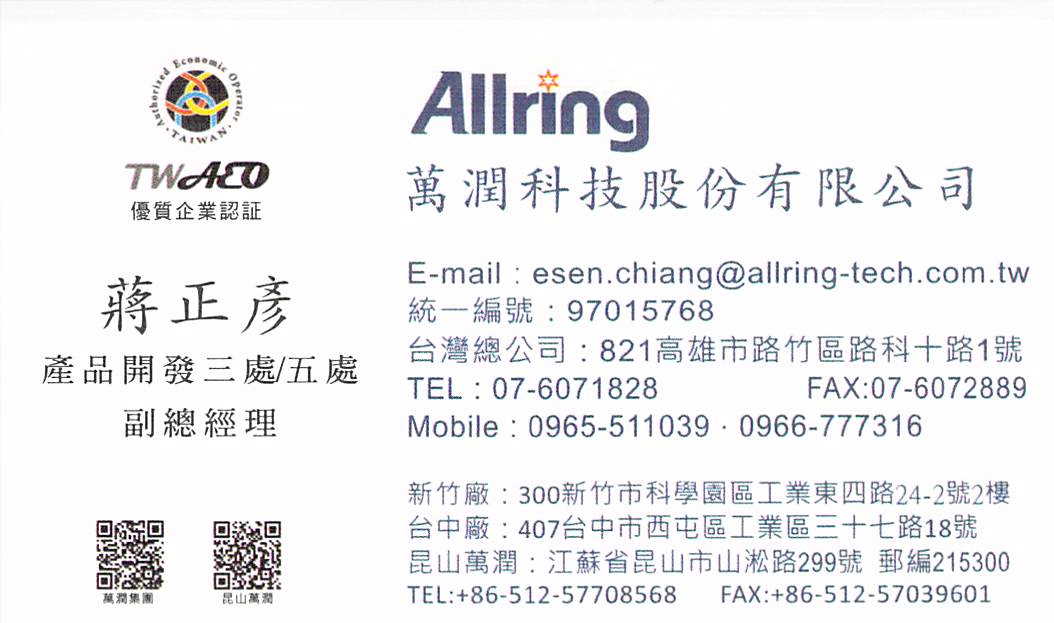 Authorized Economic Operator
TAIWAN
TWAEO
優質企業認証
蔣正彥
產品開發三處/五處
副總經理
萬潤集團
昆山萬潤
Allring
萬潤科技股份有限公司
E-mail：esen.chiang@allring-tech.com.tw
統一編號：97015768
台灣總公司：821高雄市路竹區路科十路1號
TEL：07-6071828 FAX:07-6072889
Mobile：0965-511039．0966-777316
新竹廠：300新竹市科學園區工業東四路24-2號2樓
台中廠：407台中市西屯區工業區三十七路18號
昆山萬潤：江蘇省昆山市山淞路299號 郵編215300
TEL:+86-512-57708568 FAX:+86-512-57039601